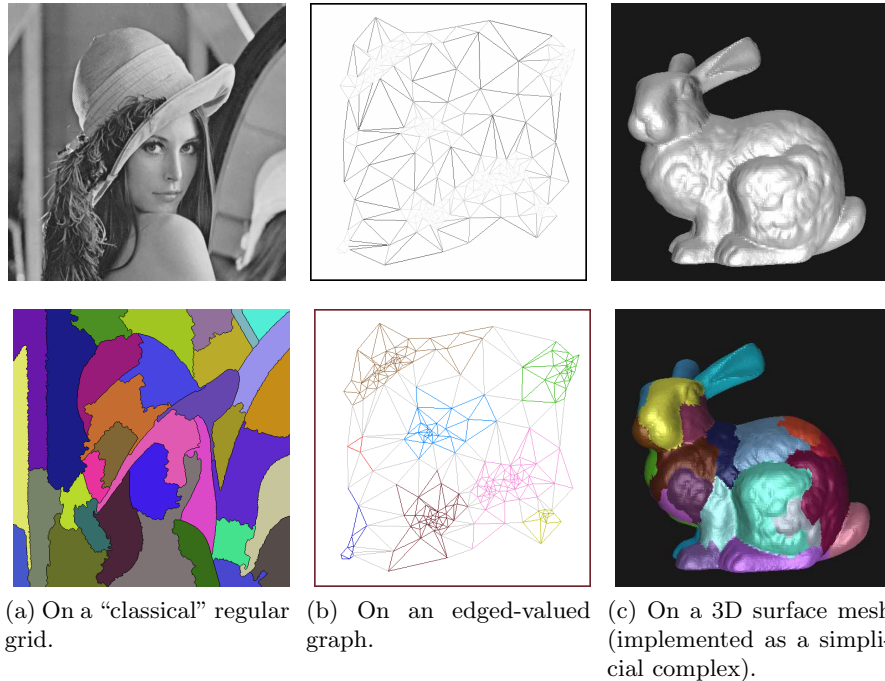 (a) On a “classical” regular
grid.
(b) On an edged-valued
graph.
(c) On a 3D surface mesh
(implemented as a simpli-
cial complex).